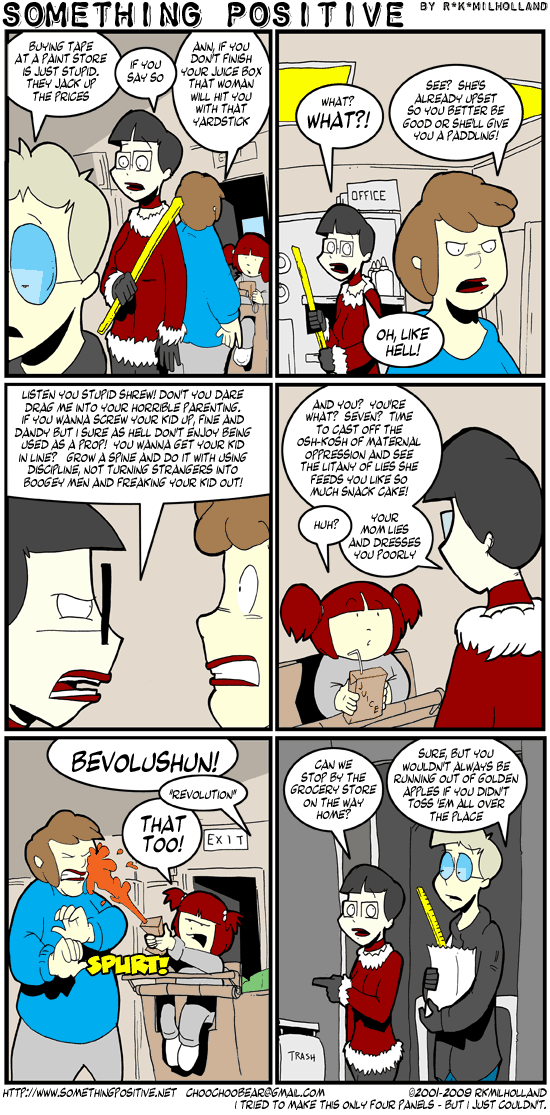 SOMETHING POSITIVE
BY R*K*MILHOLLAND
BUYING TAPE
AT A PAINT STORE
IS JUST STUPID.
THEY JACK UP
THE PRICES
IF YOU
SAY SO
ANN, IF YOU
DON'T FINISH
YOUR JUICE BOX
THAT WOMAN
WILL HIT YOU
WITH THAT
YARDSTICK
WHAT?
WHAT?!
SEE? SHE'S
ALREADY UPSET
SO YOU BETTER BE
GOOD OR SHE'LL GIVE
YOU A PADDLING!
OFFICE
OH, LIKE
HELL!
LISTEN YOU STUPID SHREW! DON'T YOU DARE
DRAG ME INTO YOUR HORRIBLE PARENTING.
IF YOU WANNA SCREW YOUR KID UP, FINE AND
DANDY BUT I SURE AS HELL DON'T ENJOY BEING
USED AS A PROP! YOU WANNA GET YOUR KID
IN LINE? GROW A SPINE AND DO IT WITH USING
DISCIPLINE, NOT TURNING STRANGERS INTO
BOOGEY MEN AND FREAKING YOUR KID OUT!
AND YOU? YOU'RE
WHAT? SEVEN? TIME
TO CAST OFF THE
OSH-KOSH OF MATERNAL
OPPRESSION AND SEE
THE LITANY OF LIES SHE
FEEDS YOU LIKE SO
MUCH SNACK CAKE!
HUH?
YOUR
MOM LIES
AND DRESSES
YOU POORLY
JUICE
BEVOLUSHUN!
"REVOLUTION"
THAT
TOO!
EXIT
SPURT!
CAN WE
STOP BY THE
GROCERY STORE
ON THE WAY
HOME?
SURE, BUT YOU
WOULDN'T ALWAYS BE
RUNNING OUT OF GOLDEN
APPLES IF YOU DIDN'T
TOSS 'EM ALL OVER
THE PLACE
TRASH
HTTP://WWW.SOMETHINGPOSITIVE.NET CHOOCHOOBEAR@GMAIL.COM ©2001-2009 RKMILHOLLAND
I TRIED TO MAKE THIS ONLY FOUR PANELS - BUT I JUST COULDN'T.